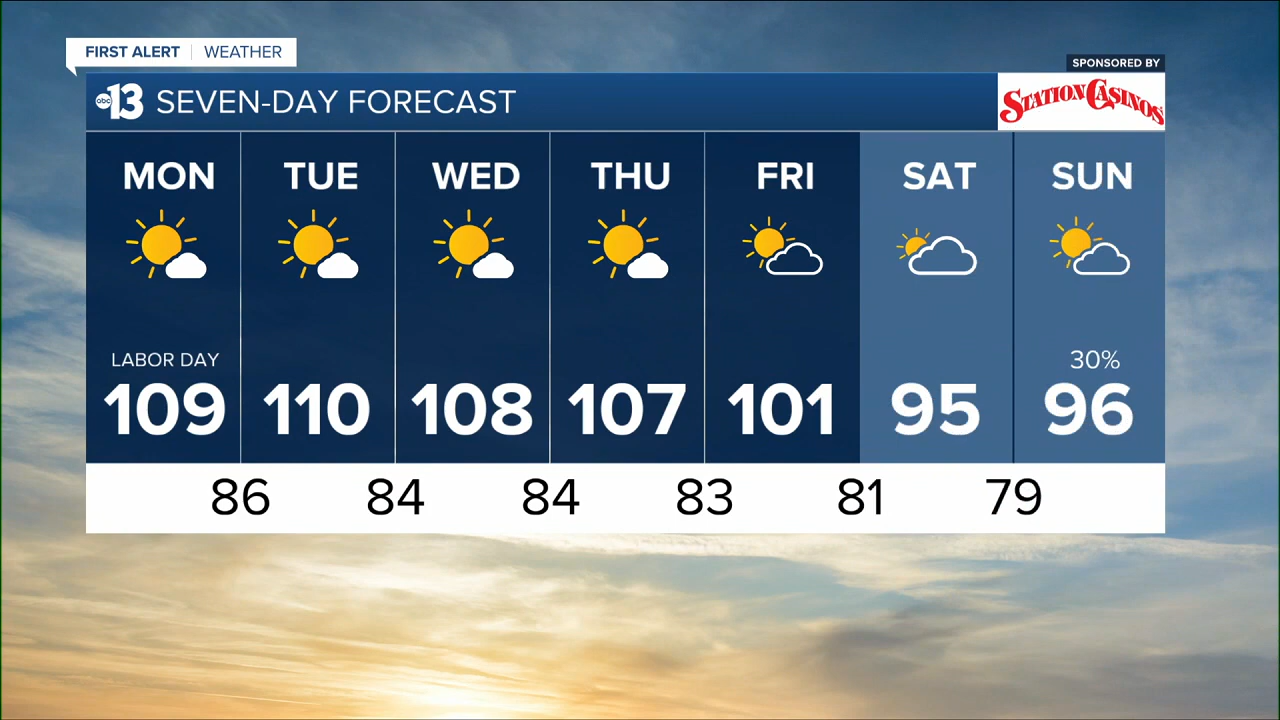 FIRST ALERT WEATHER
SPONSORED BY
abc 13 SEVEN-DAY FORECAST
STATION CASINOS
MON TUE WED THU FRI SAT SUN
LABOR DAY 30%
109 110 108 107 101 95 96
86 84 84 83 81 79